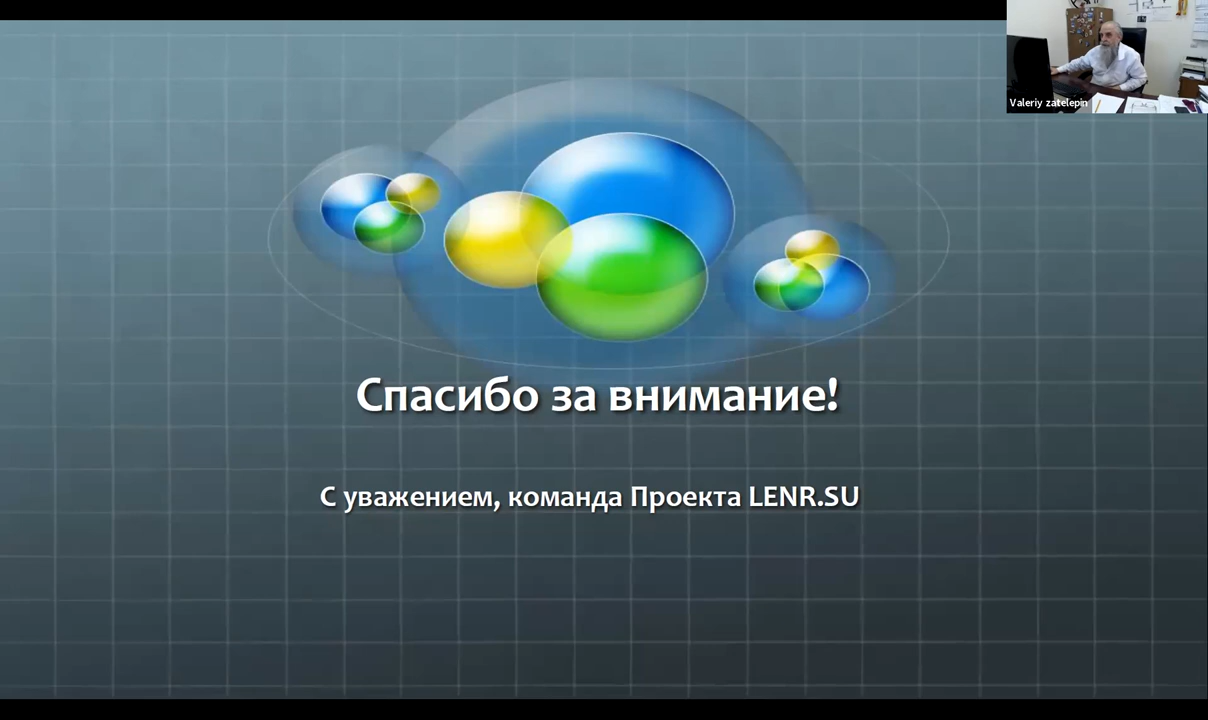 Valeriy zatelepin
Спасибо за внимание!
С уважением, команда Проекта LENR.SU